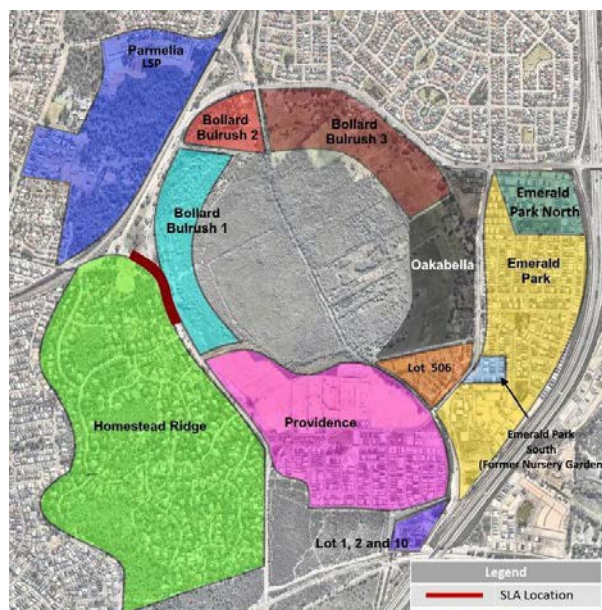 Parmelia
LSP
Bollard
Bulrush 2
Bollard
Bulrush 3
Bollard
Bulrush 1
Emerald
Park North
Oakabella
Emerald
Park
Lot 506
Homestead Ridge
Providence
Emerald Park
South
(Former Nursery Garden
Lot 1, 2 and 10
Legend
SLA Location